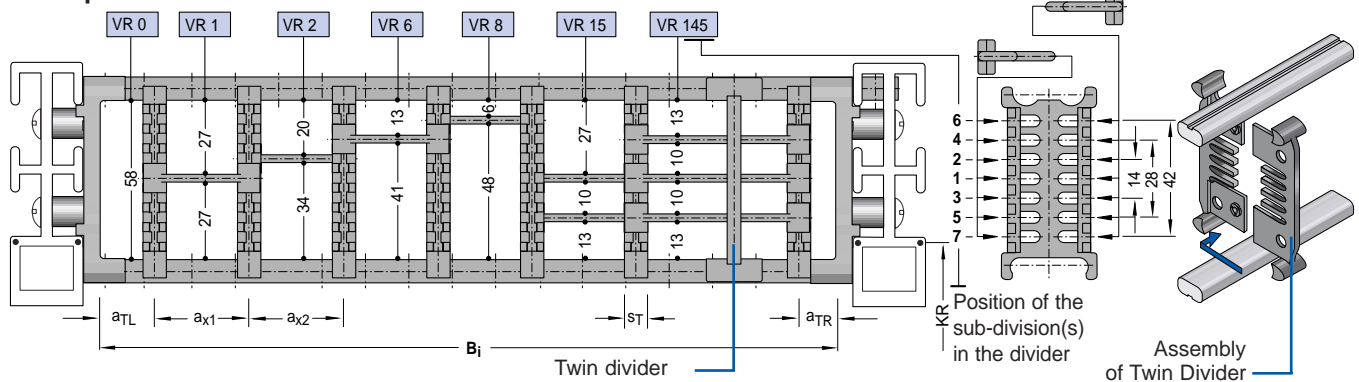 VR 0
VR 1
VR 2
VR 6
VR 8
VR 15
VR 145
58
27
27
20
34
13
41
6
48
27
10
13
13
10
10
13
6
4
2
1
3
5
7
14
28
42
KR
aTL
ax1
ax2
sT
aTR
Bi
Position of the
sub-division(s)
in the divider
Twin divider
Assembly
of Twin Divider